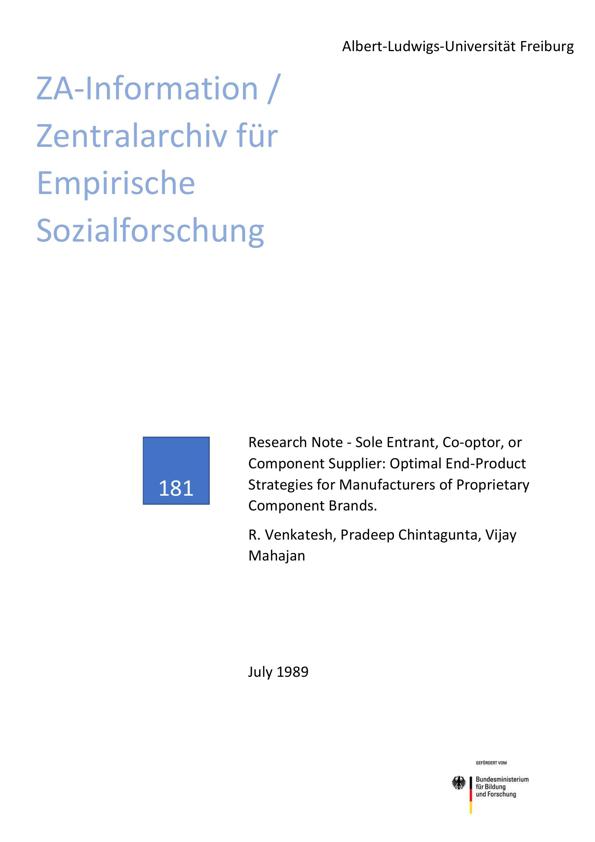 Albert-Ludwigs-Universität Freiburg
ZA-Information /
Zentralarchiv für
Empirische
Sozialforschung
181
Research Note - Sole Entrant, Co-optor, or
Component Supplier: Optimal End-Product
Strategies for Manufacturers of Proprietary
Component Brands.
R. Venkatesh, Pradeep Chintagunta, Vijay
Mahajan
July 1989
GEFÖRDERT VOM
Bundesministerium
für Bildung
und Forschung